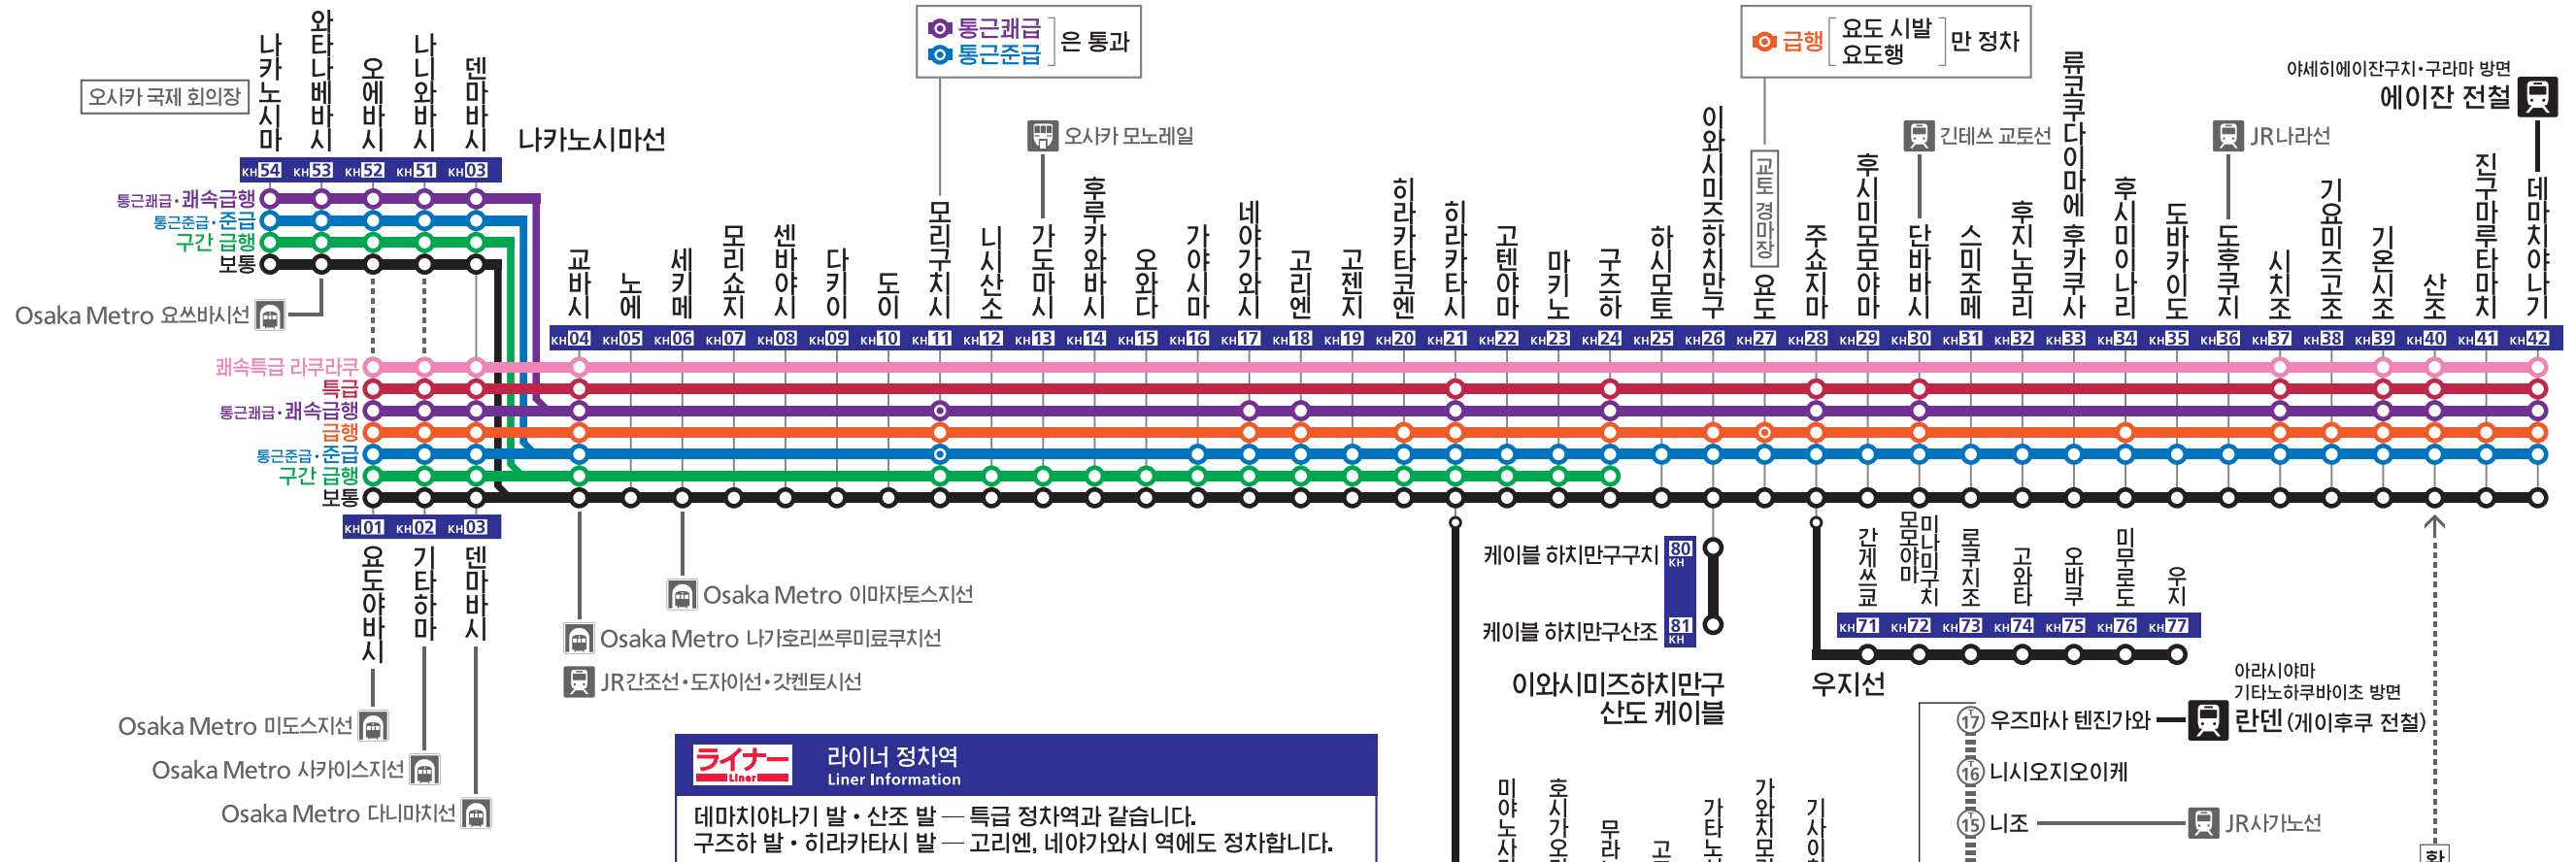 통근쾌급
통근준급
은 통과
급행
요도 시발
요도행
만 정차
오사카 국제 회의장
나카노시마
와타나베바시
오에바시
나니와바시
덴마바시
나카노시마선
KH54
KH53
KH52
KH51
KH03
통근쾌급·쾌속급행
통근준급·준급
구간 급행
보통
Osaka Metro 요쓰바시선
오사카 모노레일
교토 경마장
긴테쓰 교토선
JR나라선
야세히에이잔구치·구라마 방면
에이잔 전철
교바시
노에
세키메
모리쇼지
센바야시
다키이
도이
모리구치시
니시산소
가도마시
후루카와바시
오와다
가야시마
네야가와시
고리엔
고젠지
히라카타코엔
히라카타시
고텐야마
마키노
구즈하
하시모토
이와시미즈하치만구
요도
주쇼지마
후시미모모야마
단바바시
스미조메
후지노모리
류코쿠다이마에 후카쿠사
후시미이나리
도바카이도
도후쿠지
시치조
기요미즈고조
기온시조
산조
진구마루타마치
데마치야나기
KH04
KH05
KH06
KH07
KH08
KH09
KH10
KH11
KH12
KH13
KH14
KH15
KH16
KH17
KH18
KH19
KH20
KH21
KH22
KH23
KH24
KH25
KH26
KH27
KH28
KH29
KH30
KH31
KH32
KH33
KH34
KH35
KH36
KH37
KH38
KH39
KH40
KH41
KH42
쾌속특급 라쿠라쿠
특급
통근쾌급·쾌속급행
급행
통근준급·준급
구간 급행
보통
KH01
KH02
KH03
요도야바시
기타하마
덴마바시
Osaka Metro 미도스지선
Osaka Metro 사카이스지선
Osaka Metro 다니마치선
Osaka Metro 이마자토스지선
Osaka Metro 나가호리쓰루미료쿠치선
JR간조선·도자이선·갓켄토시선
케이블 하치만구구치
80
KH
케이블 하치만구산조
81
KH
이와시미즈하치만구
산도 케이블
간게쓰쿄
모모야마
미나미구치
로쿠지조
고와타
오바쿠
미무로도
우지
KH71
KH72
KH73
KH74
KH75
KH76
KH77
우지선
아라시야마
기타노하쿠바이초 방면
란덴 (게이후쿠 전철)
T
17
우즈마사 텐진가와
T
16
니시오지오이케
T
15
니조
JR사가노선
ライナー
Liner
라이너 정차역
Liner Information
데마치야나기 발·산조 발 — 특급 정차역과 같습니다.
구즈하 발·히라카타시 발 — 고리엔, 네야가와시 역에도 정차합니다.